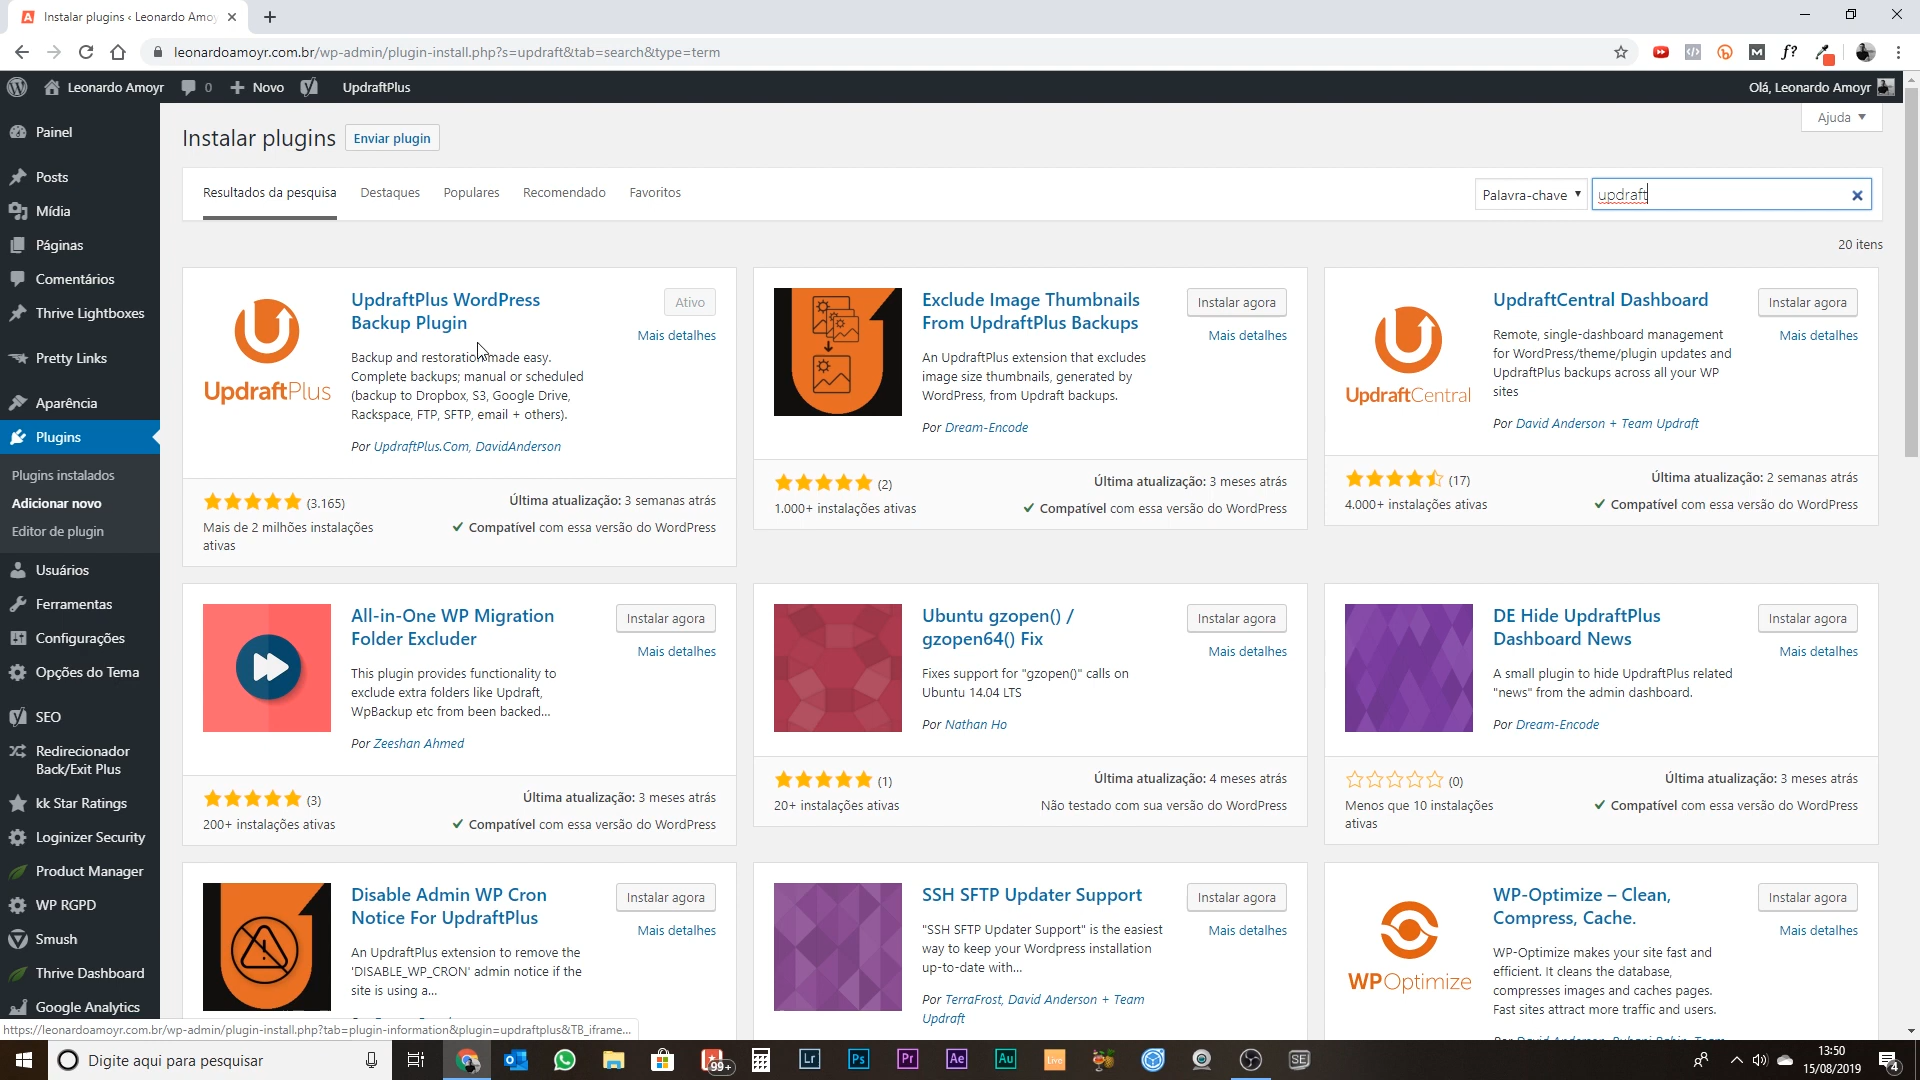 Instalar plugins ‹ Leonardo Amoy
leonardoamoyr.com.br/wp-admin/plugin-install.php?s=updraft&tab=search&type=term
Leonardo Amoyr
0
Novo
UpdraftPlus
Olá, Leonardo Amoyr
Painel
Posts
Mídia
Páginas
Comentários
Thrive Lightboxes
Pretty Links
Aparência
Plugins
Plugins instalados
Adicionar novo
Editor de plugin
Usuários
Ferramentas
Configurações
Opções do Tema
SEO
Redirecionador
Back/Exit Plus
kk Star Ratings
Loginizer Security
Product Manager
WP RGPD
Smush
Thrive Dashboard
Google Analytics
Ajuda
Instalar plugins
Enviar plugin
Resultados da pesquisa
Destaques
Populares
Recomendado
Favoritos
Palavra-chave
updraft
20 itens
UpdraftPlus
UpdraftPlus WordPress
Backup Plugin
Ativo
Mais detalhes
Backup and restoration made easy.
Complete backups; manual or scheduled
(backup to Dropbox, S3, Google Drive,
Rackspace, FTP, SFTP, email + others).
Por UpdraftPlus.Com, DavidAnderson
(3.165)
Mais de 2 milhões instalações
ativas
Última atualização: 3 semanas atrás
Compatível com essa versão do WordPress
Exclude Image Thumbnails
From UpdraftPlus Backups
Instalar agora
Mais detalhes
An UpdraftPlus extension that excludes
image size thumbnails, generated by
WordPress, from Updraft backups.
Por Dream-Encode
(2)
1.000+ instalações ativas
Última atualização: 3 meses atrás
Compatível com essa versão do WordPress
UpdraftCentral
UpdraftCentral Dashboard
Instalar agora
Mais detalhes
Remote, single-dashboard management
for WordPress/theme/plugin updates and
UpdraftPlus backups across all your WP
sites
Por David Anderson + Team Updraft
(17)
4.000+ instalações ativas
Última atualização: 2 semanas atrás
Compatível com essa versão do WordPress
All-in-One WP Migration
Folder Excluder
Instalar agora
Mais detalhes
This plugin provides functionality to
exclude extra folders like Updraft,
WpBackup etc from been backed...
Por Zeeshan Ahmed
(3)
200+ instalações ativas
Última atualização: 3 meses atrás
Compatível com essa versão do WordPress
Ubuntu gzopen() /
gzopen64() Fix
Instalar agora
Mais detalhes
Fixes support for "gzopen()" calls on
Ubuntu 14.04 LTS
Por Nathan Ho
(1)
20+ instalações ativas
Última atualização: 4 meses atrás
Não testado com sua versão do WordPress
DE Hide UpdraftPlus
Dashboard News
Instalar agora
Mais detalhes
A small plugin to hide UpdraftPlus related
"news" from the admin dashboard.
Por Dream-Encode
(0)
Menos que 10 instalações
ativas
Última atualização: 3 meses atrás
Compatível com essa versão do WordPress
Disable Admin WP Cron
Notice For UpdraftPlus
Instalar agora
Mais detalhes
An UpdraftPlus extension to remove the
'DISABLE_WP_CRON' admin notice if the
site is using a...
SSH SFTP Updater Support
Instalar agora
Mais detalhes
"SSH SFTP Updater Support" is the easiest
way to keep your Wordpress installation
up-to-date with...
Por TerraFrost, David Anderson + Team
Updraft
WPOptimize
WP-Optimize – Clean,
Compress, Cache.
Instalar agora
Mais detalhes
WP-Optimize makes your site fast and
efficient. It cleans the database,
compresses images and caches pages.
Fast sites attract more traffic and users.
https://leonardoamoyr.com.br/wp-admin/plugin-install.php?tab=plugin-information&plugin=updraftplus&TB_iframe...
Digite aqui para pesquisar
99+
Lr
Ps
Pr
Ae
Au
Live
SE
13:50
15/08/2019
4